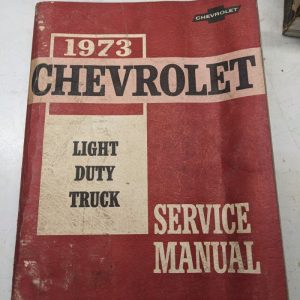 CHEVROLET
1973
CHEVROLET
LIGHT
DUTY
TRUCK
SERVICE
MANUAL